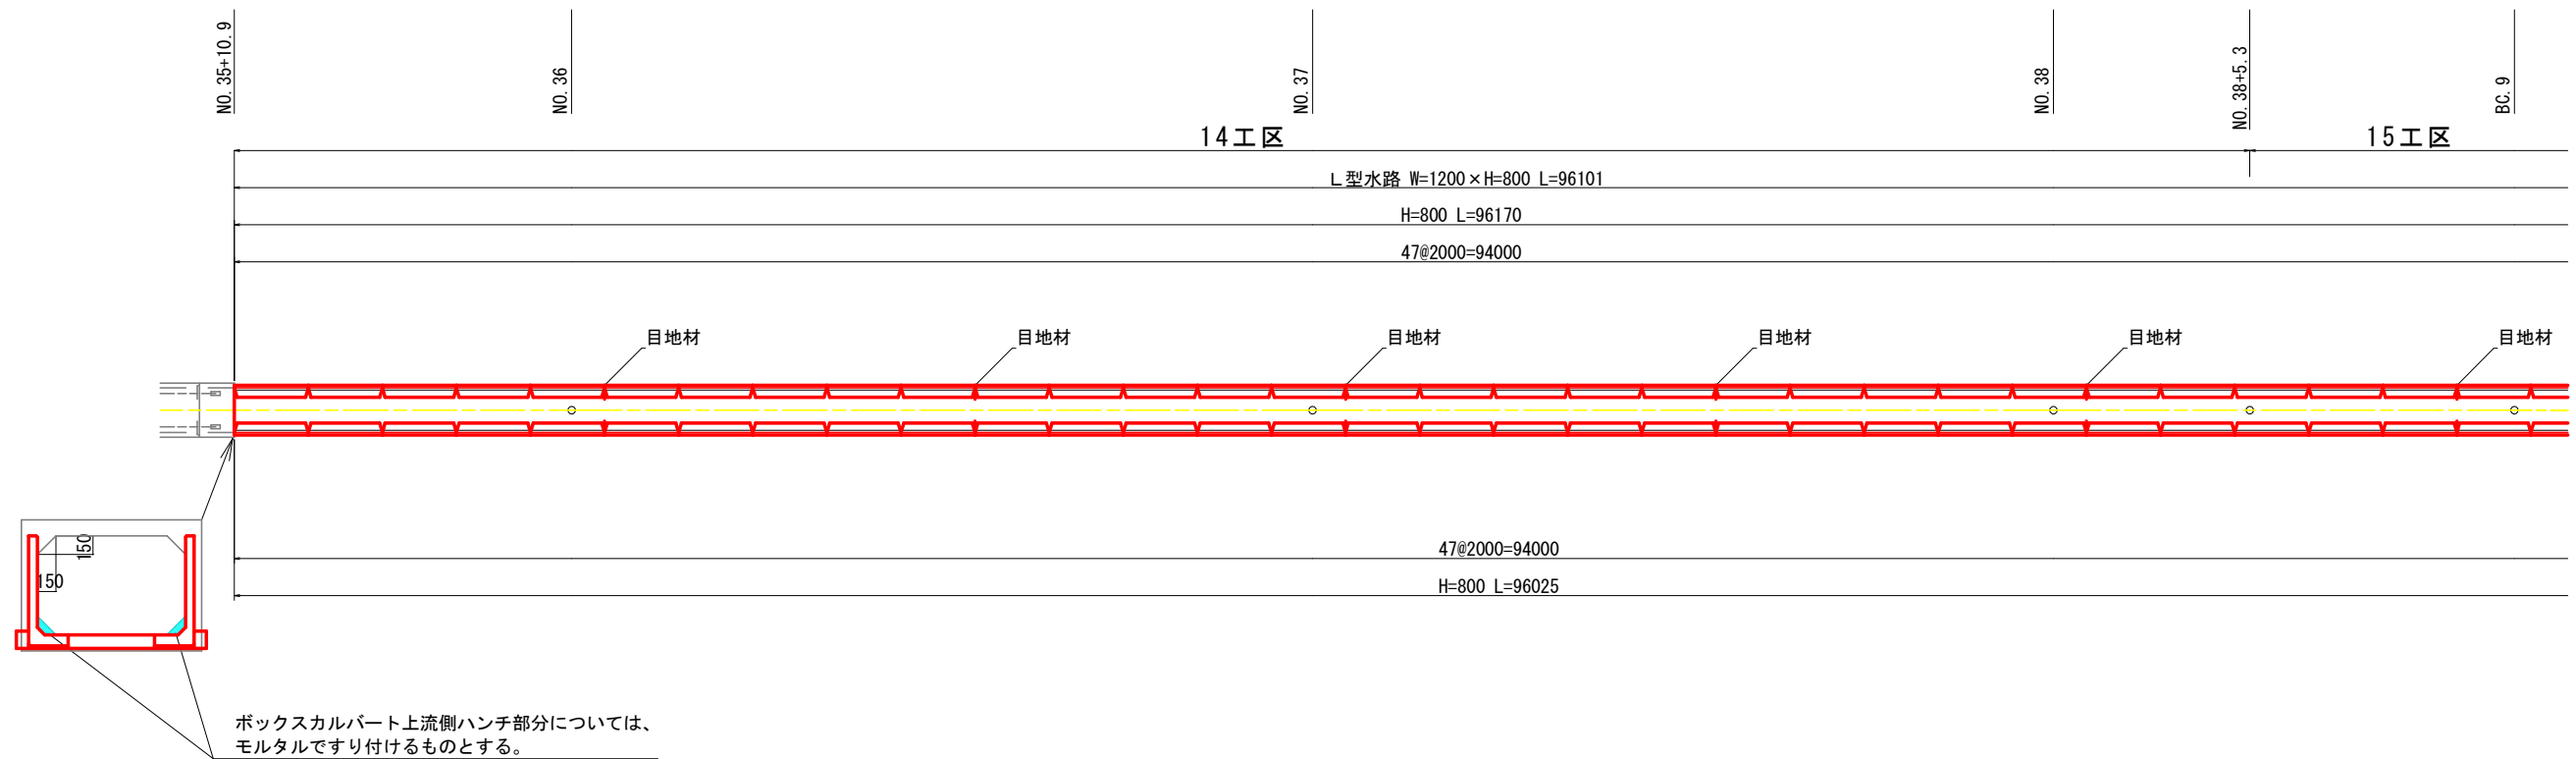 NO.35+10.9
NO.36
NO.37
NO.38
NO.38+5.3
BC.9
14工区
15工区
L型水路 W=1200×H=800 L=96101
H=800 L=96170
47@2000=94000
目地材
目地材
目地材
目地材
目地材
目地材
150
150
47@2000=94000
H=800 L=96025
ボックスカルバート上流側ハンチ部分については、
モルタルですり付けるものとする。